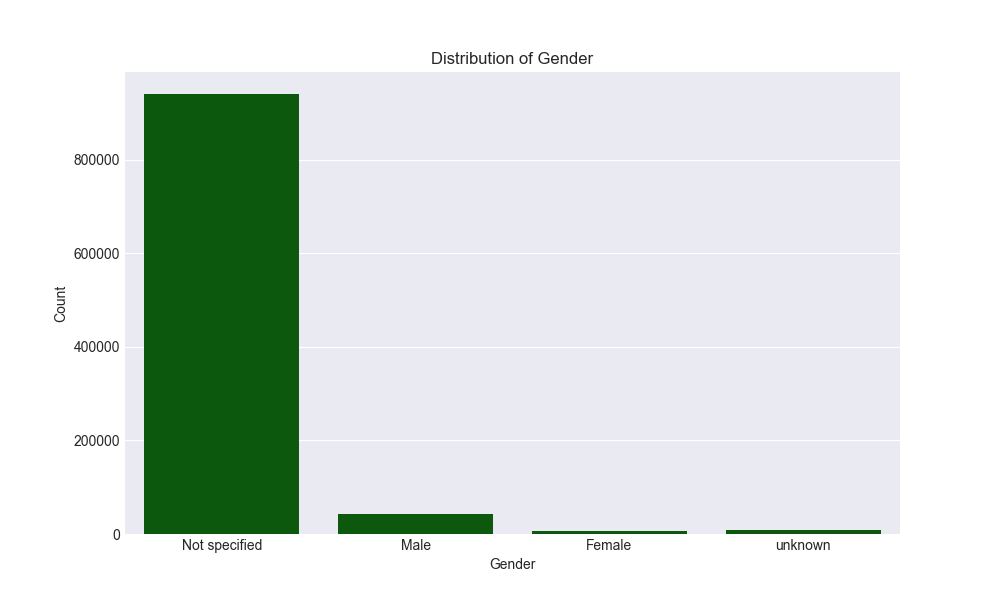 Distribution of Gender
800000
600000
400000
200000
0
Count
Not specified Male Female unknown
Gender